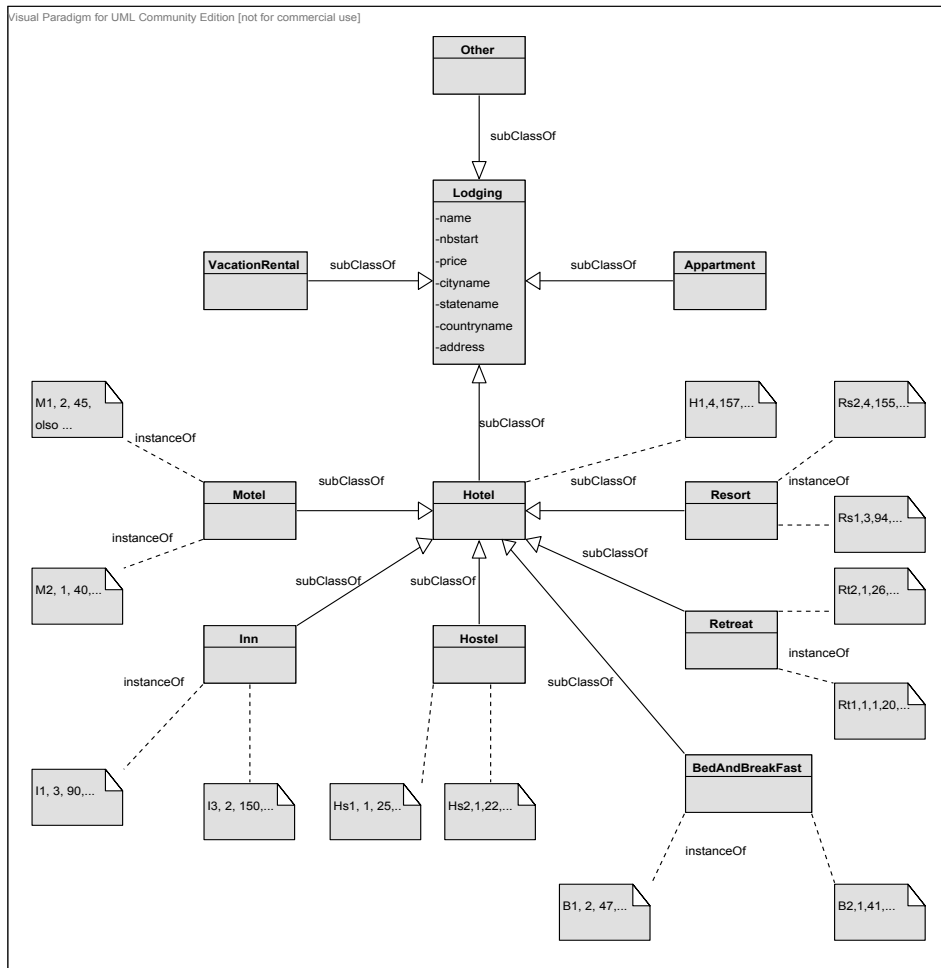 Visual Paradigm for UML Community Edition [not for commercial use]
Other
subClassOf
Lodging
-name
-nbstart
-price
-cityname
-statename
-countryname
-address
VacationRental
subClassOf
subClassOf
Appartment
M1, 2, 45,
olso ...
H1,4,157,...
Rs2,4,155,...
subClassOf
instanceOf
Motel
subClassOf
Hotel
subClassOf
Resort
instanceOf
Rs1,3,94,...
instanceOf
subClassOf
M2, 1, 40,...
subClassOf
subClassOf
Rt2,1,26,...
Inn
Hostel
Retreat
instanceOf
instanceOf
subClassOf
Rt1,1,1,20,...
BedAndBreakFast
I1, 3, 90,...
I3, 2, 150,...
Hs1, 1, 25,..
Hs2,1,22,...
instanceOf
B1, 2, 47,...
B2,1,41,...